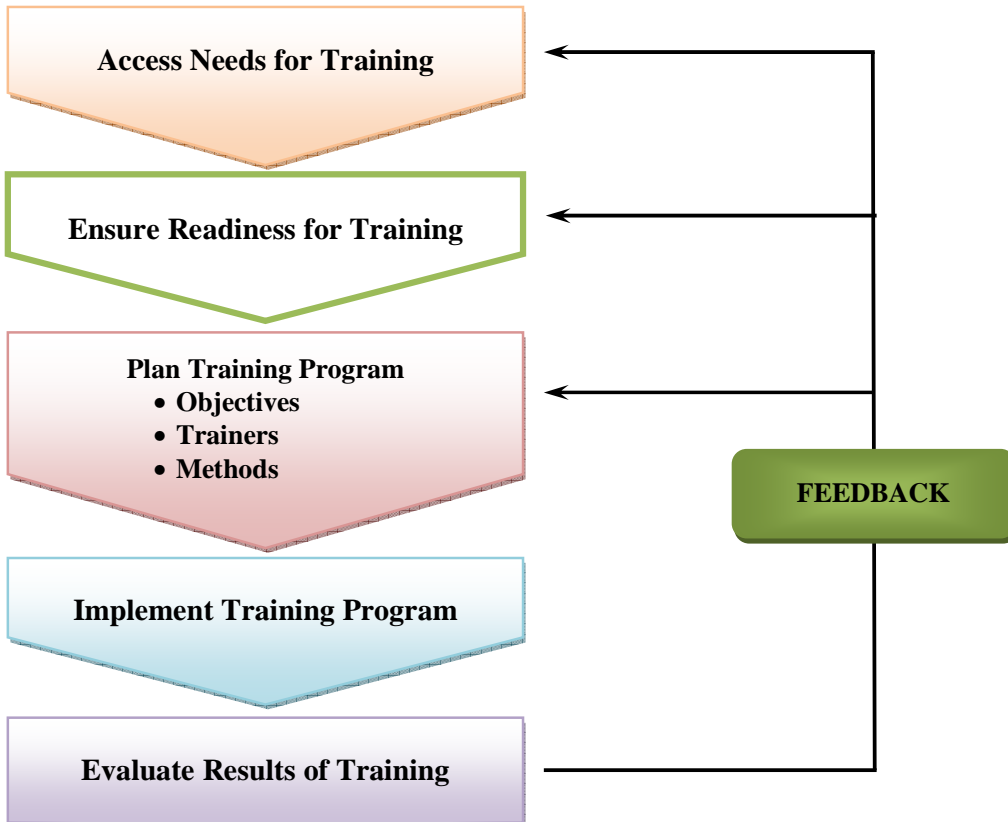 Access Needs for Training
Ensure Readiness for Training
Plan Training Program
• Objectives
• Trainers
• Methods
FEEDBACK
Implement Training Program
Evaluate Results of Training